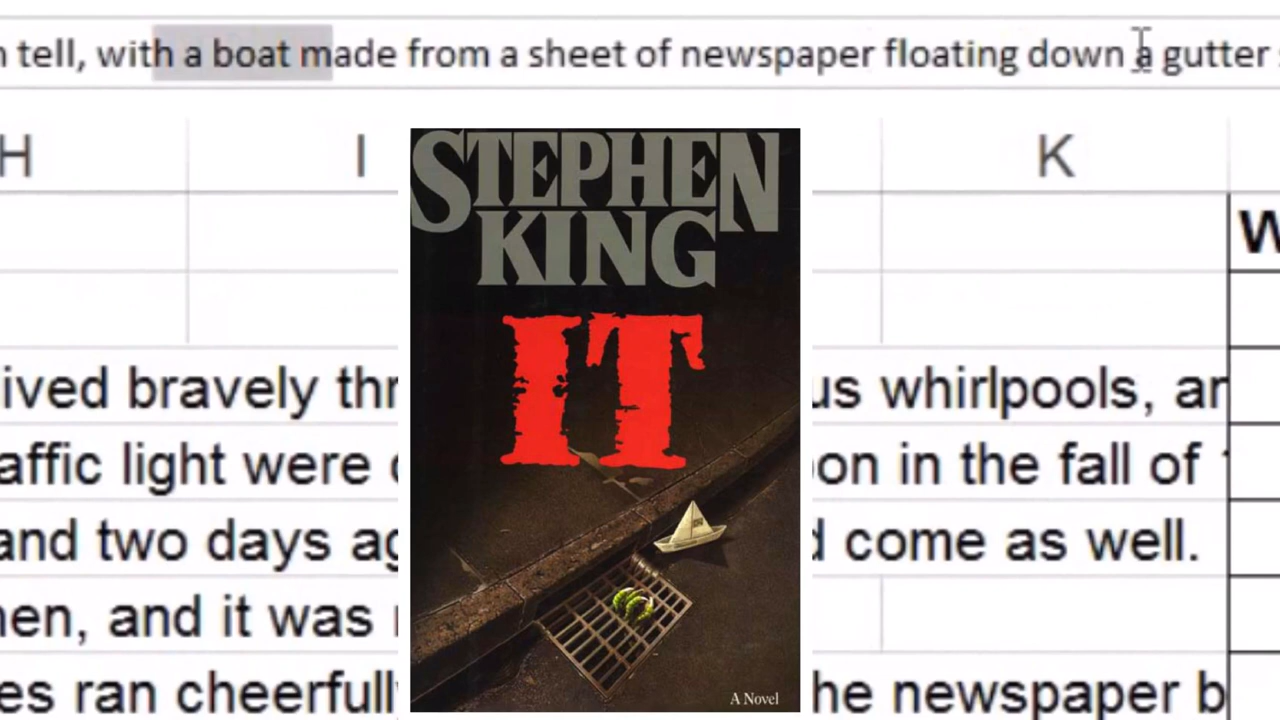 tell, with a boat made from a sheet of newspaper floating down a gutter
H I K
STEPHEN
KING
IT
A Novel
W
ived bravely thr
us whirlpools, ar
affic light were
on in the fall of
and two days ag
d come as well.
en, and it was
es ran cheerfull
he newspaper b